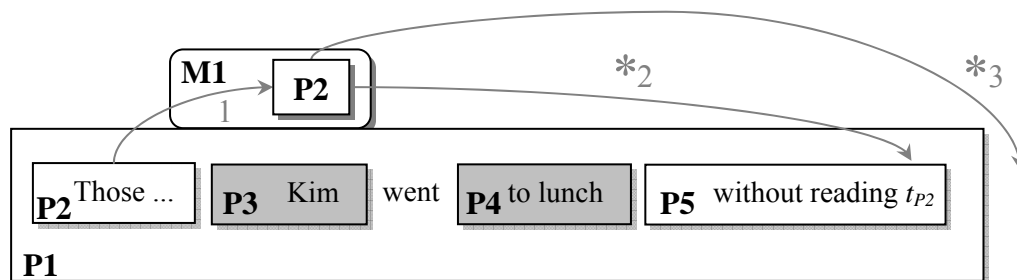 M1 P2 *2 *3
1
P2 Those ... P3 Kim went P4 to lunch P5 without reading tP2
P1